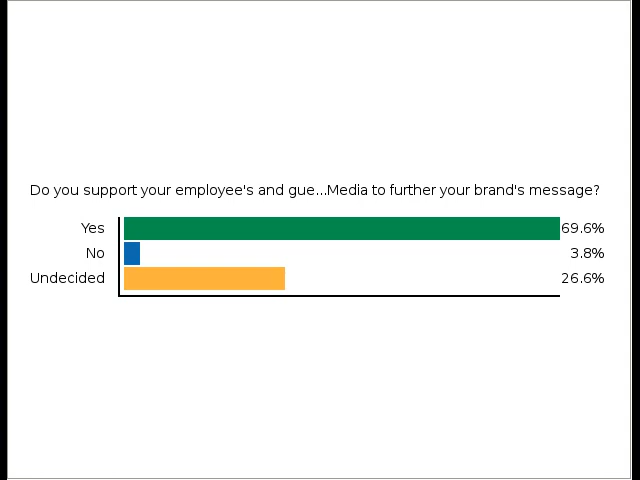 Do you support your employee's and gue...Media to further your brand's message?
Yes 69.6%
No 3.8%
Undecided 26.6%